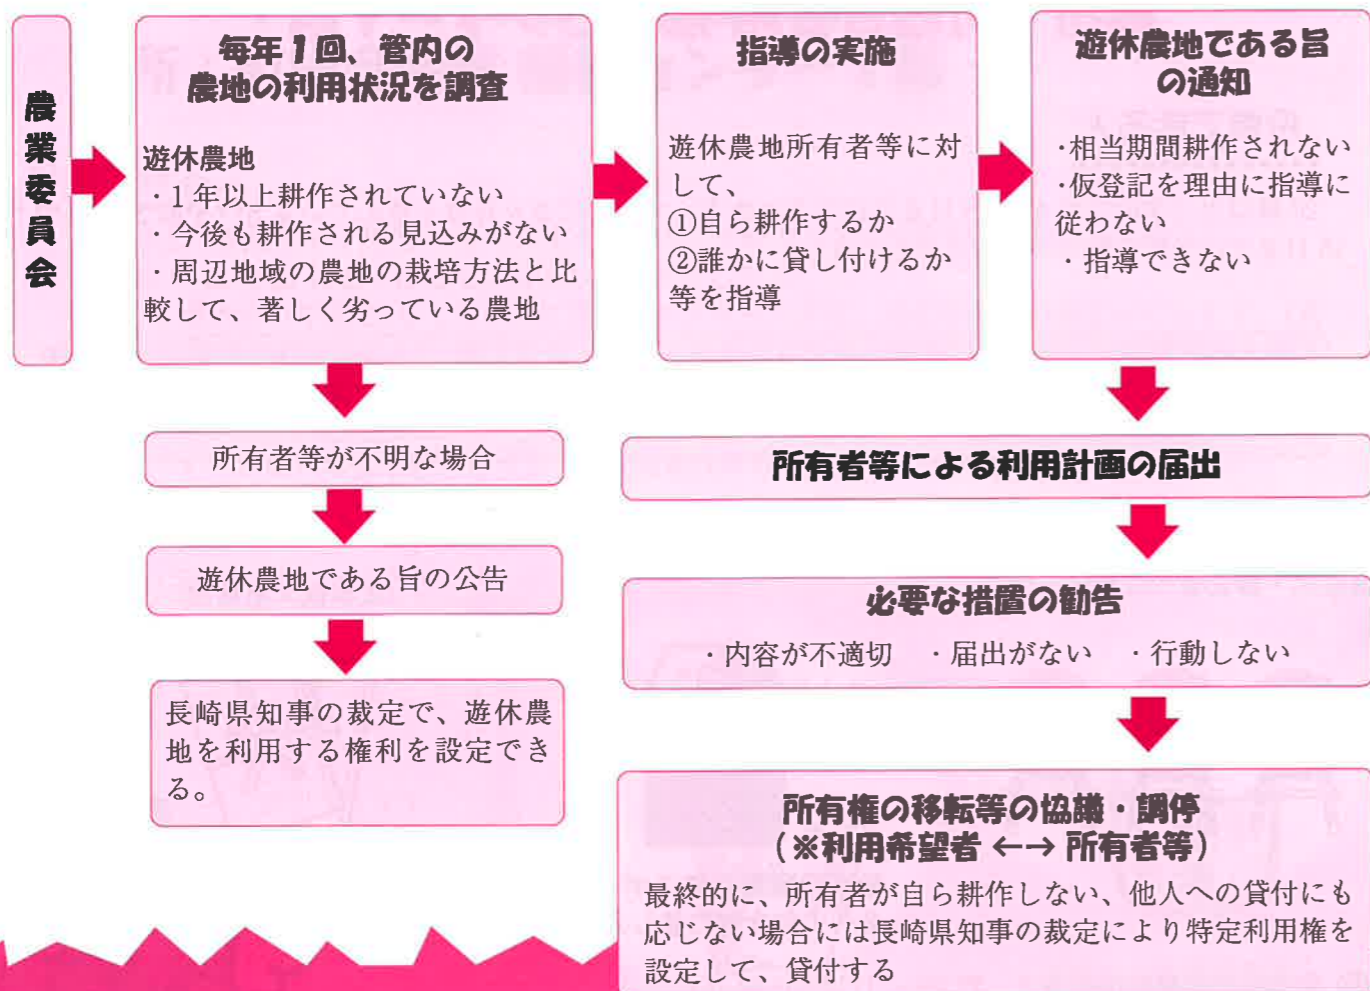 農業委員会
毎年1回、管内の
農地の利用状況を調査
遊休農地
・1年以上耕作されていない
・今後も耕作される見込みがない
・周辺地域の農地の栽培方法と比
較して、著しく劣っている農地
指導の実施
遊休農地所有者等に対
して、
①自ら耕作するか
②誰かに貸し付けるか
等を指導
遊休農地である旨
の通知
・相当期間耕作されない
・仮登記を理由に指導に
従わない
・指導できない
所有者等が不明な場合
遊休農地である旨の公告
長崎県知事の裁定で、遊休農
地を利用する権利を設定でき
る。
所有者等による利用計画の届出
必要な措置の勧告
・内容が不適切　・届出がない　・行動しない
所有権の移転等の協議・調停
（※利用希望者 ←→ 所有者等）
最終的に、所有者が自ら耕作しない、他人への貸付にも
応じない場合には長崎県知事の裁定により特定利用権を
設定して、貸付する